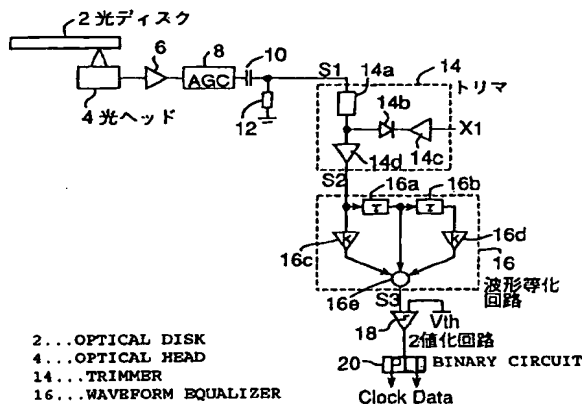 2光ディスク
6
8
10
AGC
4光ヘッド
12
S1
14a
14
トリマ
14b
X1
14c
14d
S2
16a
16b
τ
τ
K
K
16c
16d
16
16e
波形等化
回路
S3
Vth
18
2値化回路
20
BINARY CIRCUIT
Clock Data
2...OPTICAL DISK
4...OPTICAL HEAD
14...TRIMMER
16...WAVEFORM EQUALIZER